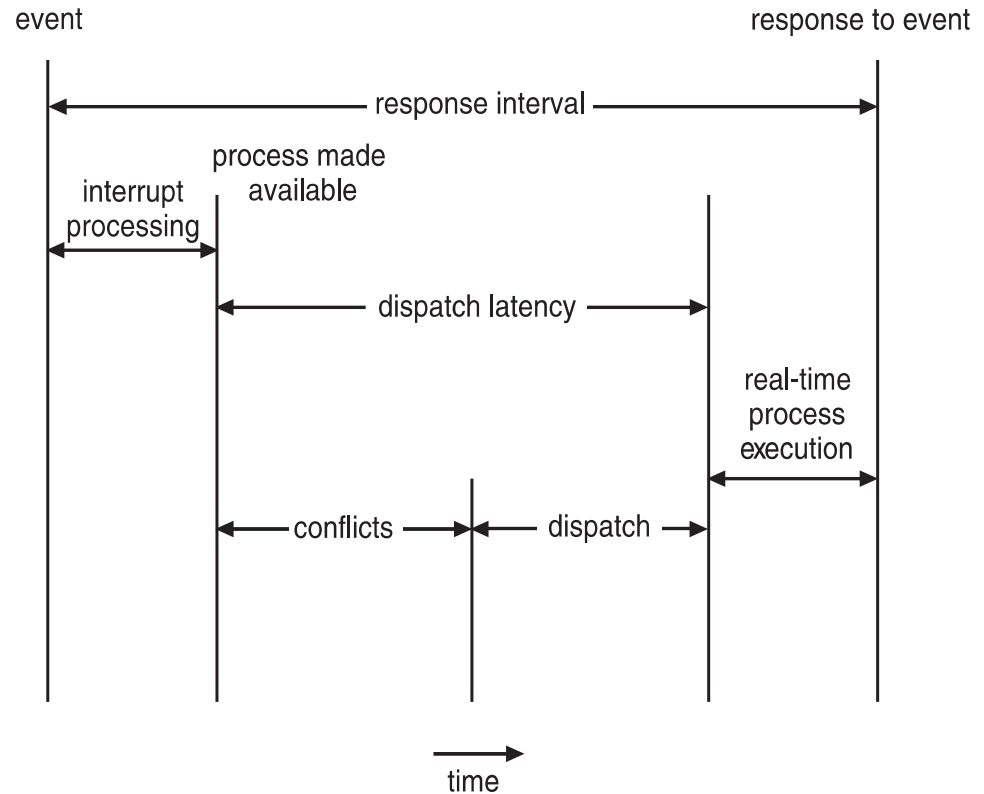 event
response to event
response interval
process made
available
interrupt
processing
dispatch latency
real-time
process
execution
conflicts
dispatch
time